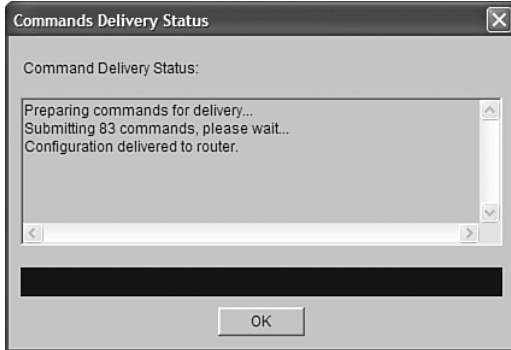 Commands Delivery Status
Command Delivery Status:
Preparing commands for delivery...
Submitting 83 commands, please wait...
Configuration delivered to router.
OK